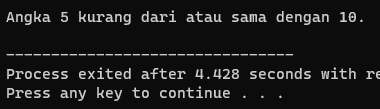 Angka 5 kurang dari atau sama dengan 10.
--------------------------------
Process exited after 4.428 seconds with
Press any key to continue . . .